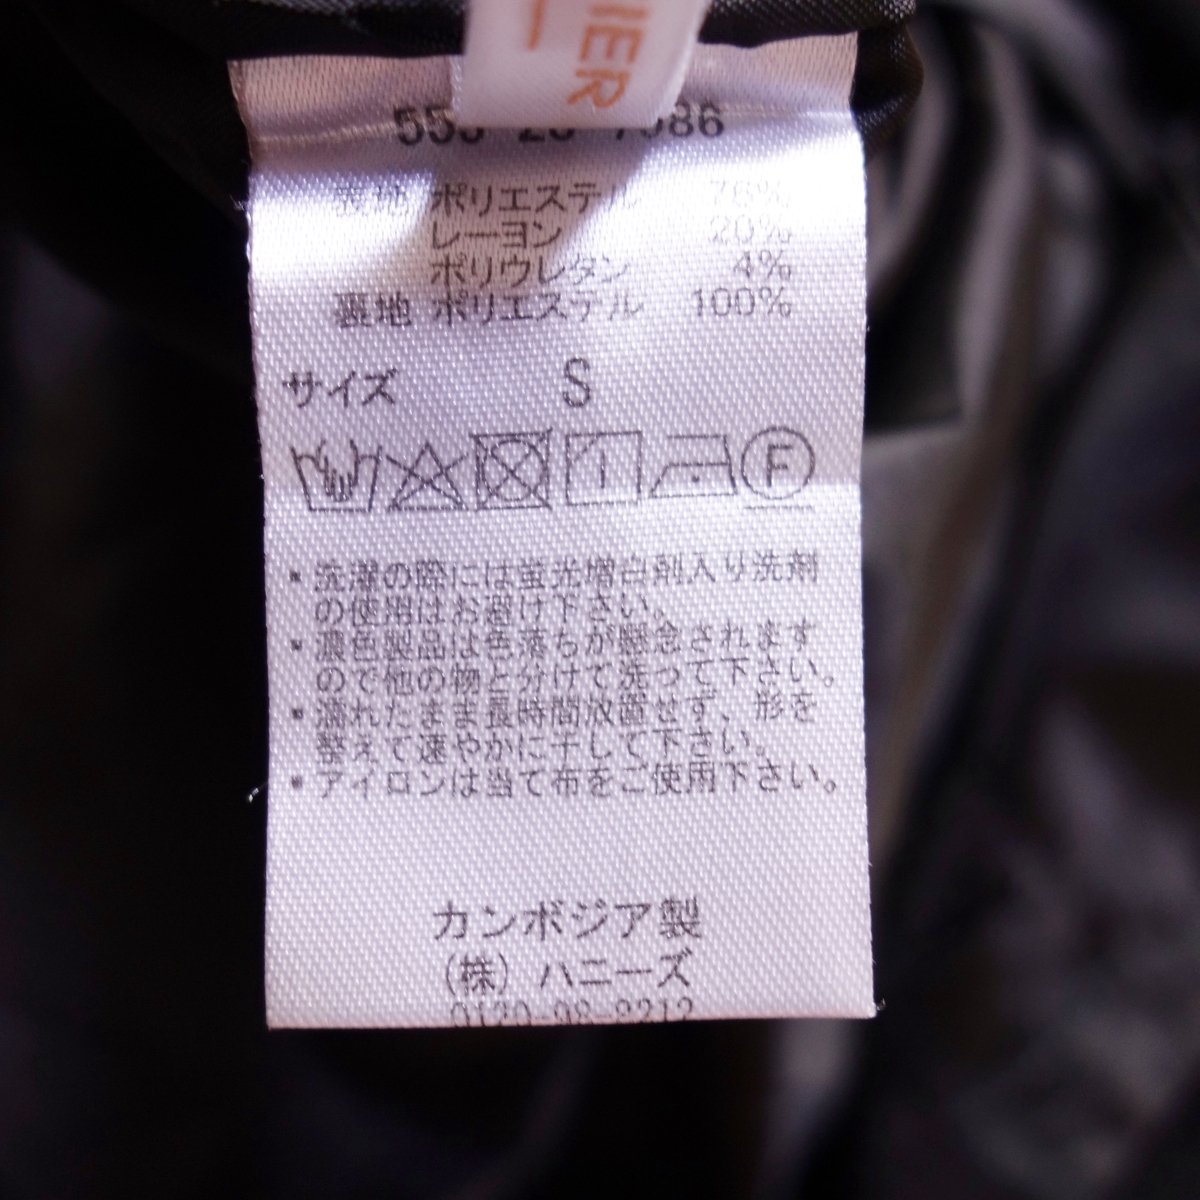 NIER
表地 ポリエステル 76%
レーヨン 20%
ポリウレタン 4%
裏地 ポリエステル 100%
サイズ S
F
・洗濯の際には蛍光増白剤入り洗剤
の使用はお避け下さい。
・濃色製品は色落ちが懸念されます
ので他の物と分けて洗って下さい。
・濡れたまま長時間放置せず、形を
整えて速やかに干して下さい。
・アイロンは当て布をご使用下さい。
カンボジア製
(株) ハニーズ